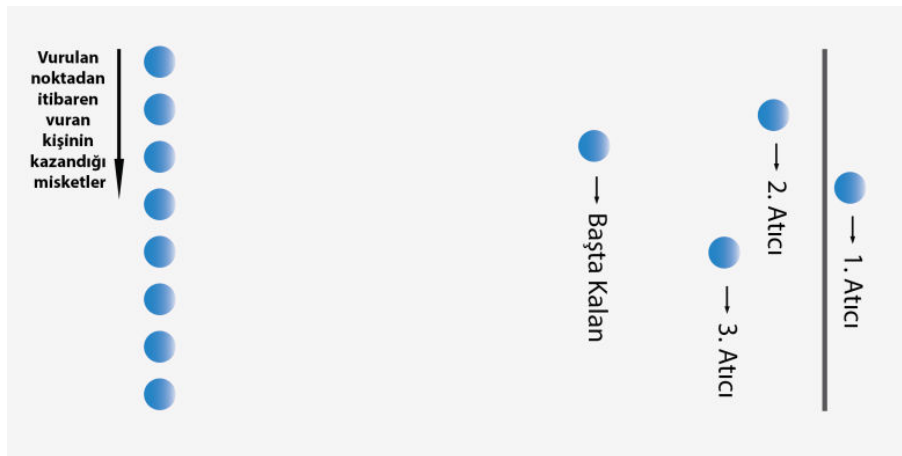 Vurulan
noktadan
itibaren
vuran
kişinin
kazandığı
misketler
Başta Kalan
3. Atıcı
2. Atıcı
1. Atıcı